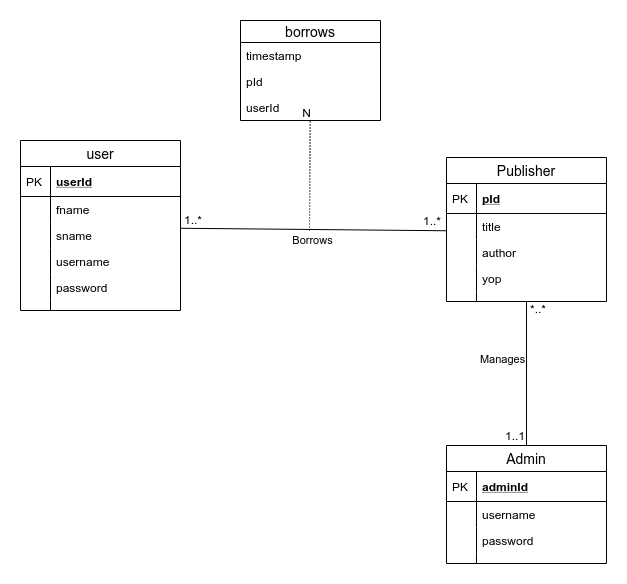 borrows
timestamp
pId
userId
N
user
PK userId
fname
sname
username
password
Publisher
PK pId
title
author
yop
1..*
1..*
Borrows
*..*
Manages
1..1
Admin
PK adminId
username
password